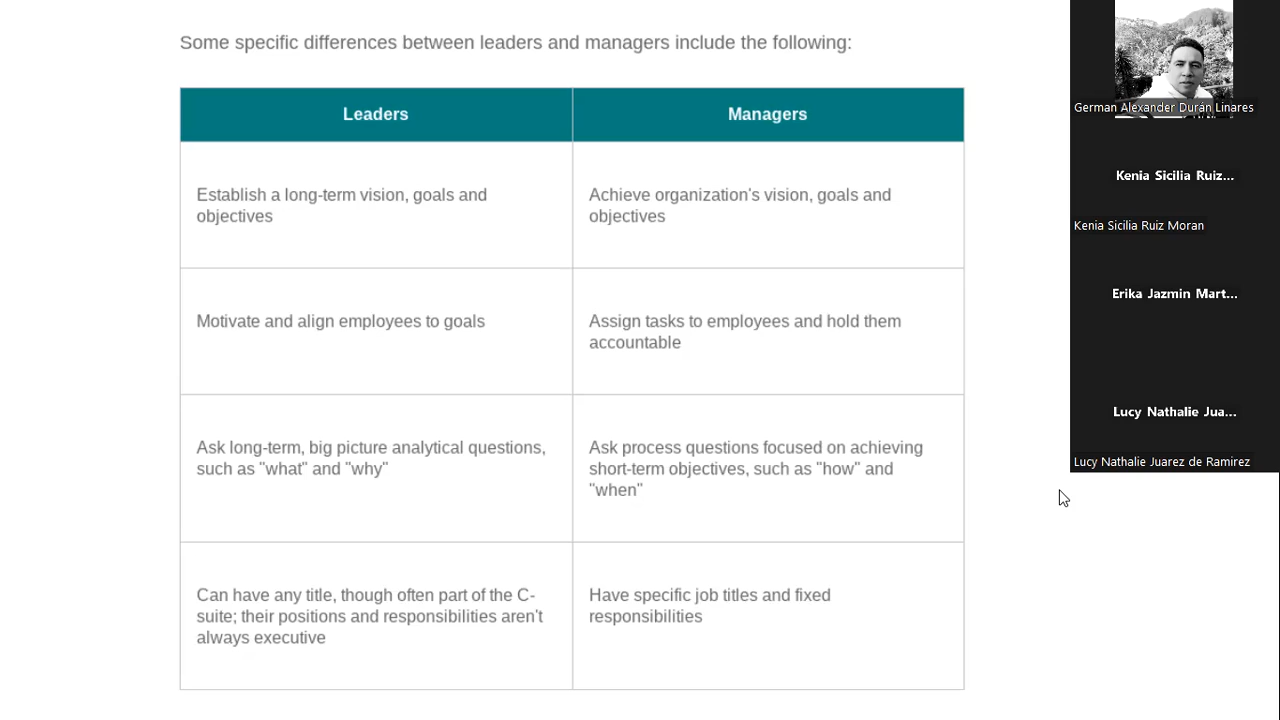 Some specific differences between leaders and managers include the following:
Leaders
Managers
Establish a long-term vision, goals and
objectives
Achieve organization's vision, goals and
objectives
Motivate and align employees to goals
Assign tasks to employees and hold them
accountable
Ask long-term, big picture analytical questions,
such as "what" and "why"
Ask process questions focused on achieving
short-term objectives, such as "how" and
"when"
Can have any title, though often part of the C-
suite; their positions and responsibilities aren't
always executive
Have specific job titles and fixed
responsibilities
German Alexander Durán Linares
Kenia Sicilia Ruiz...
Kenia Sicilia Ruiz Moran
Erika Jazmin Mart...
Lucy Nathalie Jua...
Lucy Nathalie Juarez de Ramirez